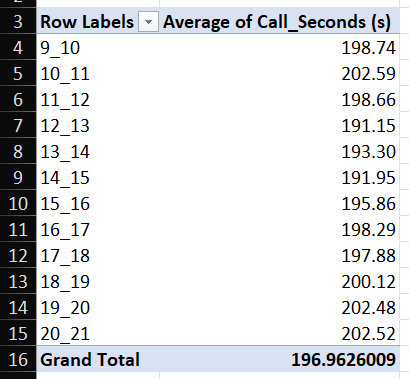 3 Row Labels Average of Call_Seconds (s)
4 9_10 198.74
5 10_11 202.59
6 11_12 198.66
7 12_13 191.15
8 13_14 193.30
9 14_15 191.95
10 15_16 195.86
11 16_17 198.29
12 17_18 197.88
13 18_19 200.12
14 19_20 202.48
15 20_21 202.52
16 Grand Total 196.9626009